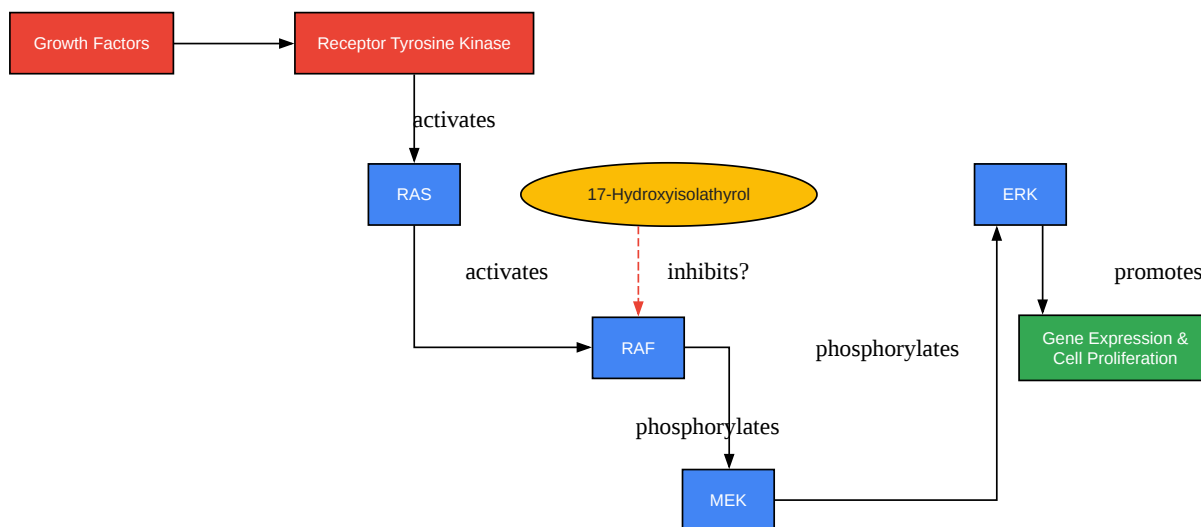 Growth Factors
Receptor Tyrosine Kinase
activates
RAS
17-Hydroxyisolathyrol
ERK
activates
inhibits?
promotes
RAF
phosphorylates
Gene Expression &
Cell Proliferation
phosphorylates
MEK